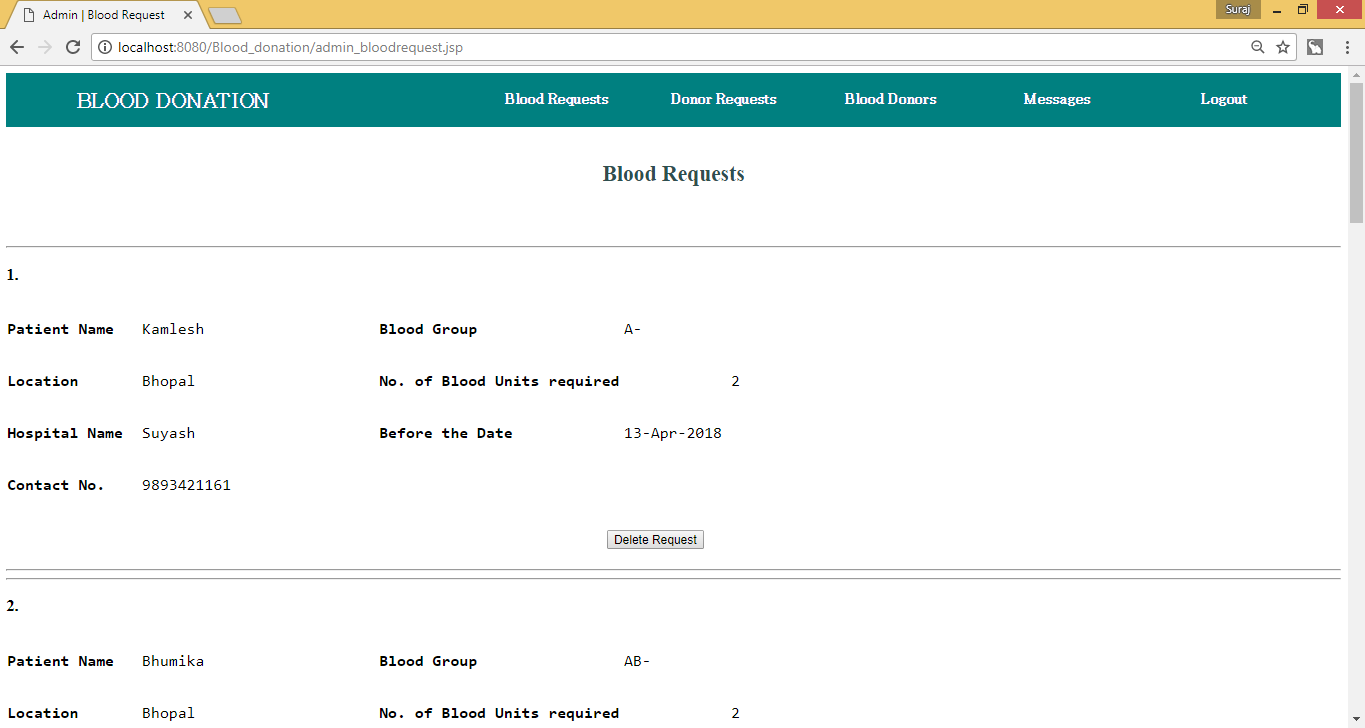 Admin | Blood Request
Suraj
localhost:8080/Blood_donation/admin_bloodrequest.jsp
BLOOD DONATION Blood Requests Donor Requests Blood Donors Messages Logout
Blood Requests
1.
Patient Name Kamlesh Blood Group A-
Location Bhopal No. of Blood Units required 2
Hospital Name Suyash Before the Date 13-Apr-2018
Contact No. 9893421161
Delete Request
2.
Patient Name Bhumika Blood Group AB-
Location Bhopal No. of Blood Units required 2